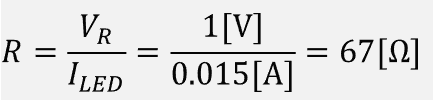 R = V_R / I_LED = 1[V] / 0.015[A] = 67[Ω]